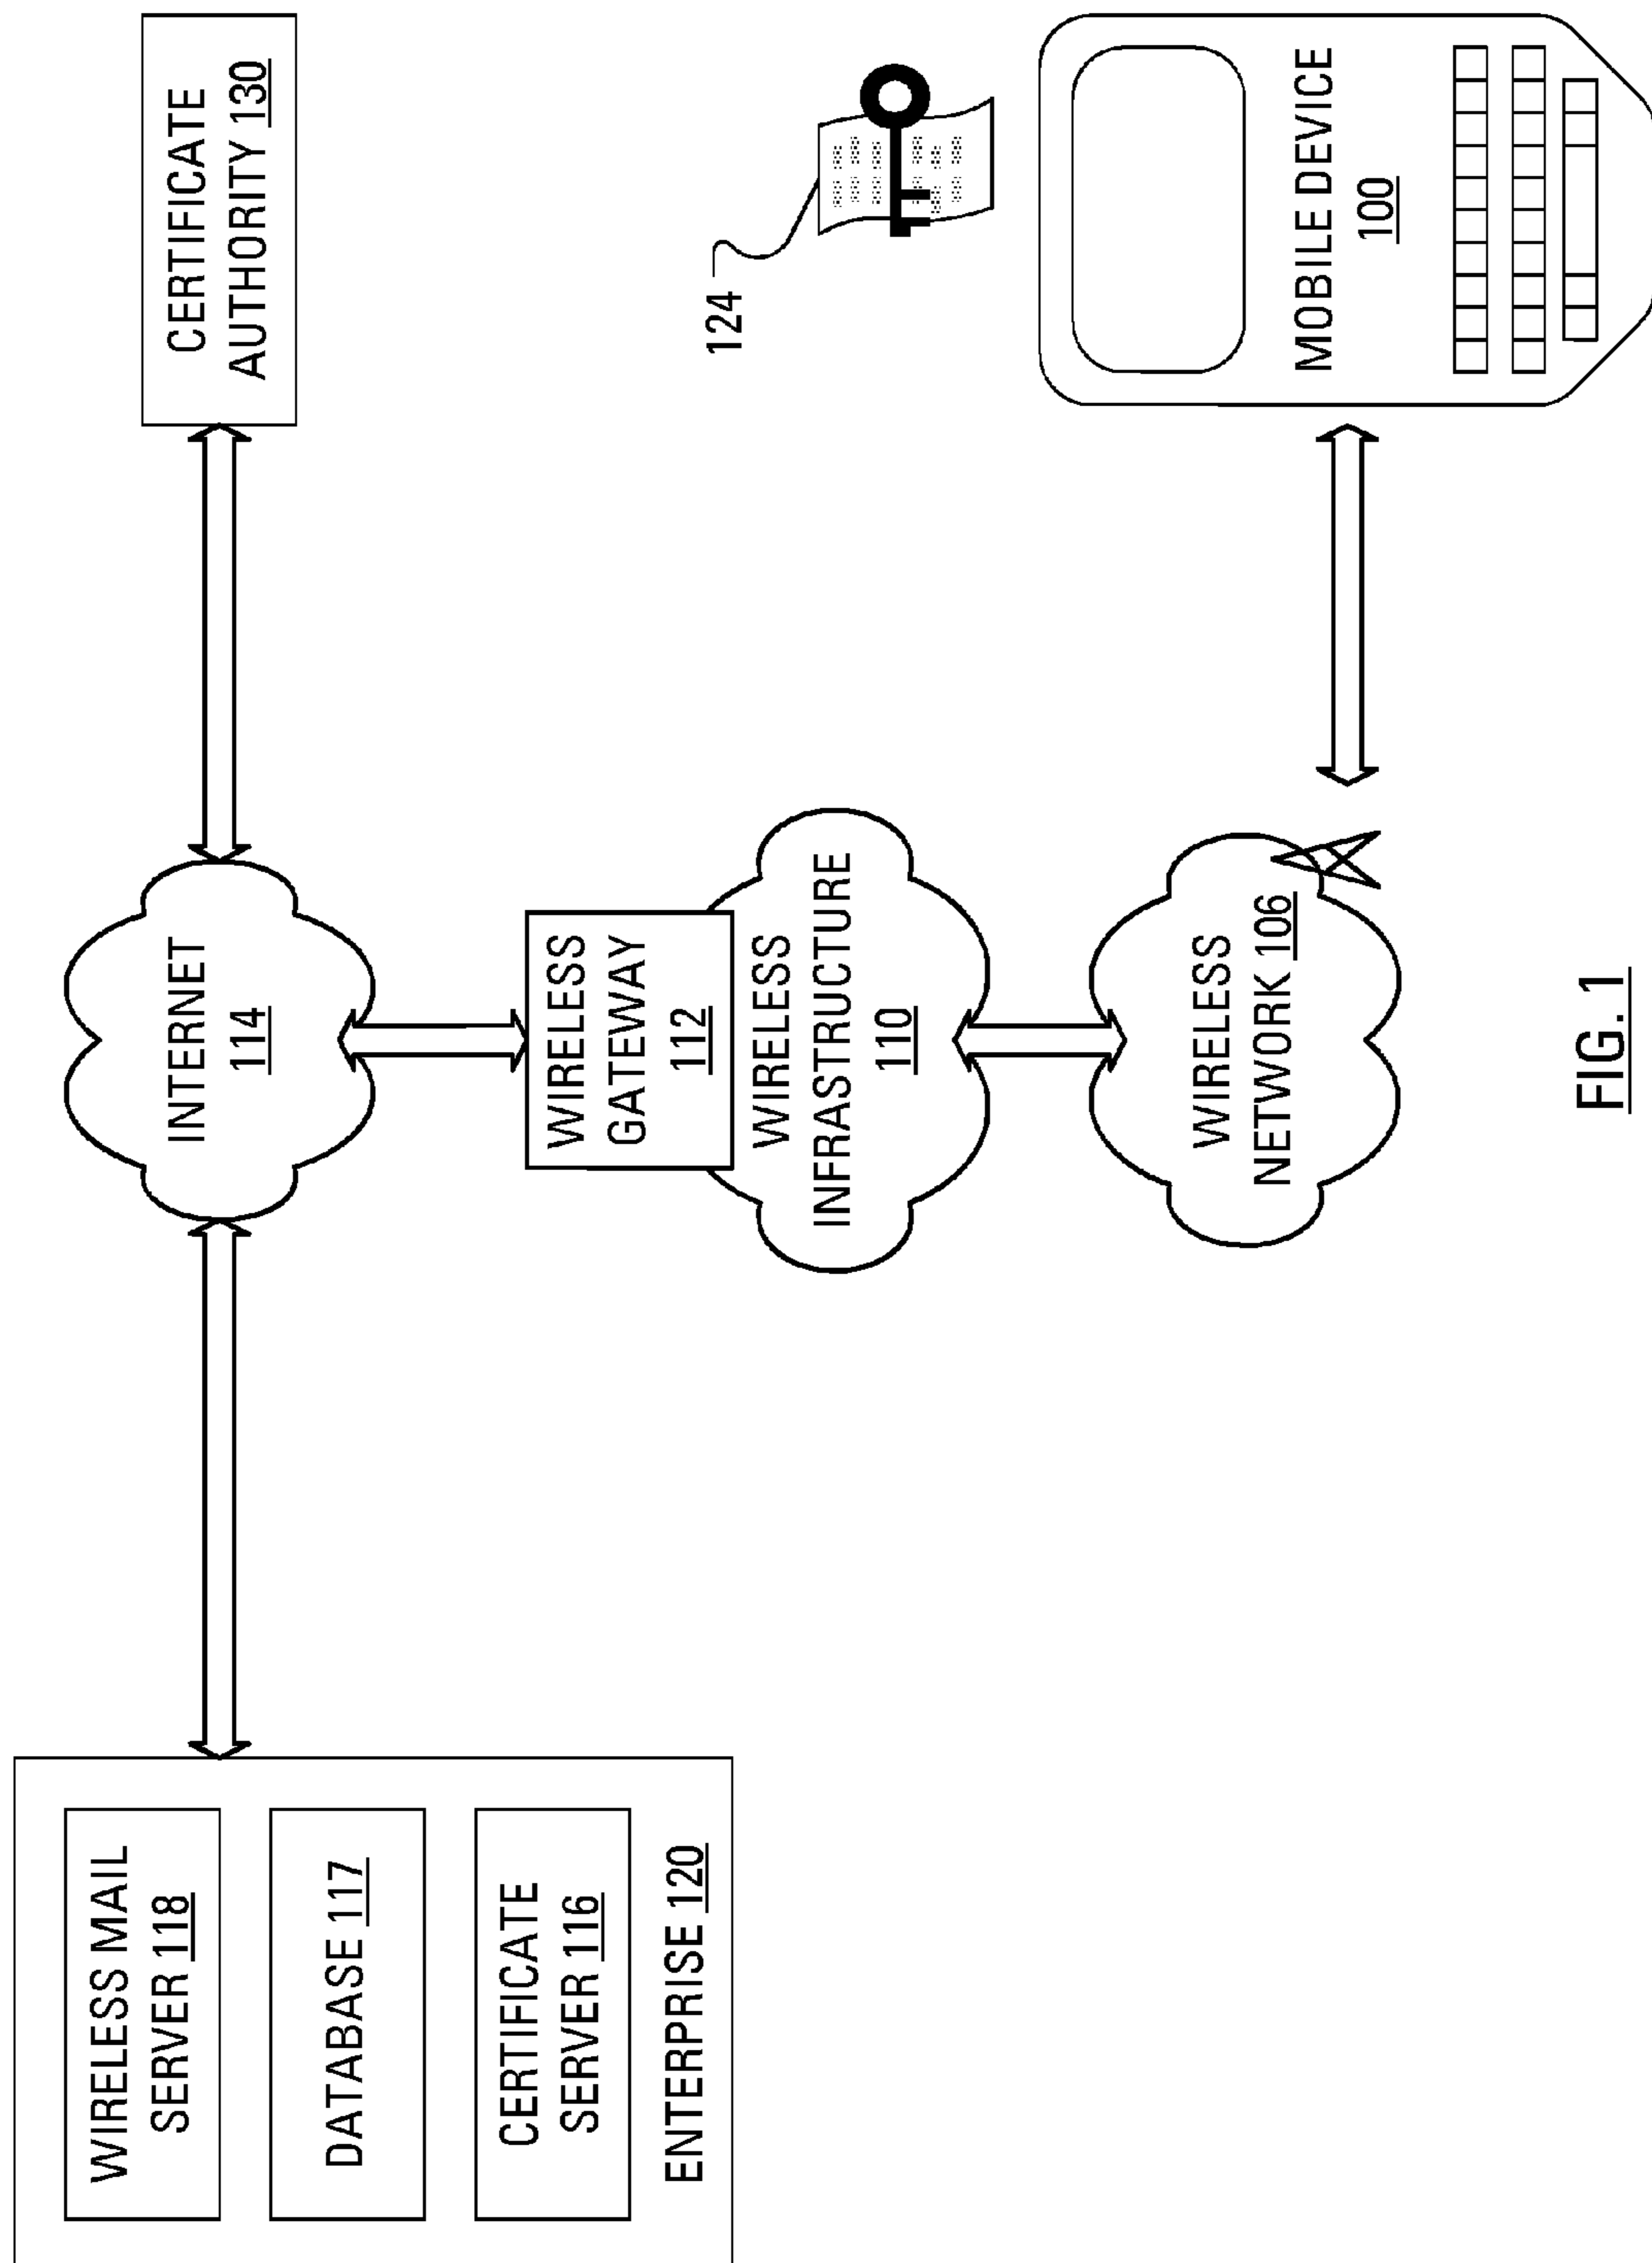 WIRELESS MAIL
SERVER 118
DATABASE 117
CERTIFICATE
SERVER 116
ENTERPRISE 120
INTERNET
114
WIRELESS
GATEWAY
112
WIRELESS
INFRASTRUCTURE
110
WIRELESS
NETWORK 106
CERTIFICATE
AUTHORITY 130
124
MOBILE DEVICE
100
FIG. 1